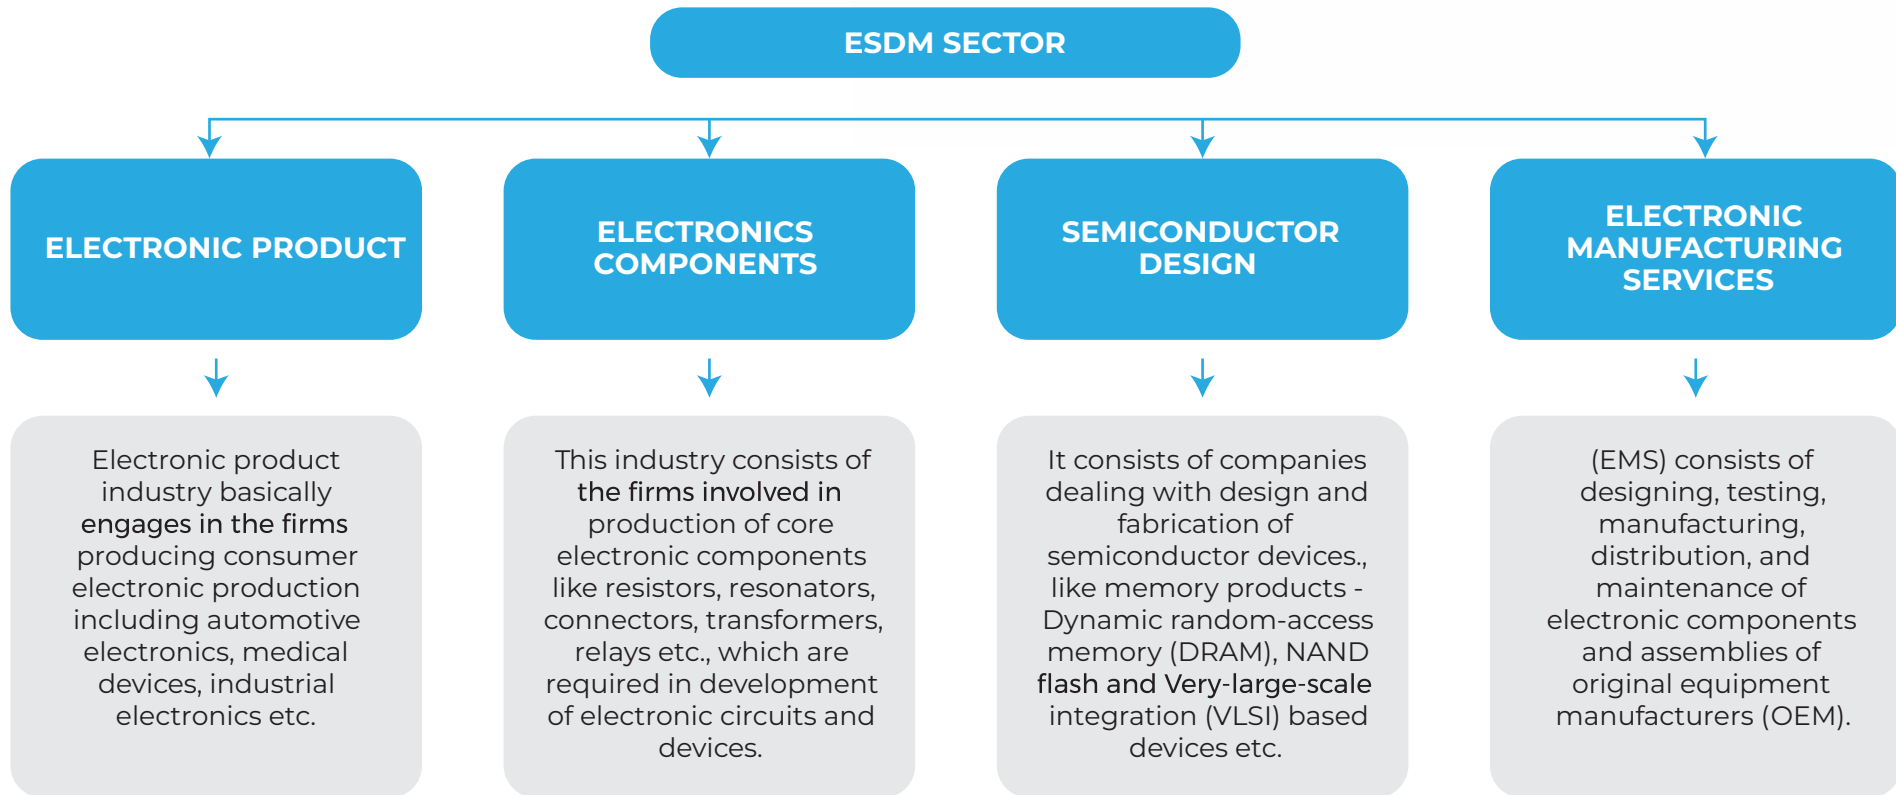 ESDM SECTOR
ELECTRONIC PRODUCT
Electronic product
industry basically
engages in the firms
producing consumer
electronic production
including automotive
electronics, medical
devices, industrial
electronics etc.
ELECTRONICS
COMPONENTS
This industry consists of
the firms involved in
production of core
electronic components
like resistors, resonators,
connectors, transformers,
relays etc., which are
required in development
of electronic circuits and
devices.
SEMICONDUCTOR
DESIGN
It consists of companies
dealing with design and
fabrication of
semiconductor devices.,
like memory products -
Dynamic random-access
memory (DRAM), NAND
flash and Very-large-scale
integration (VLSI) based
devices etc.
ELECTRONIC
MANUFACTURING
SERVICES
(EMS) consists of
designing, testing,
manufacturing,
distribution, and
maintenance of
electronic components
and assemblies of
original equipment
manufacturers (OEM).